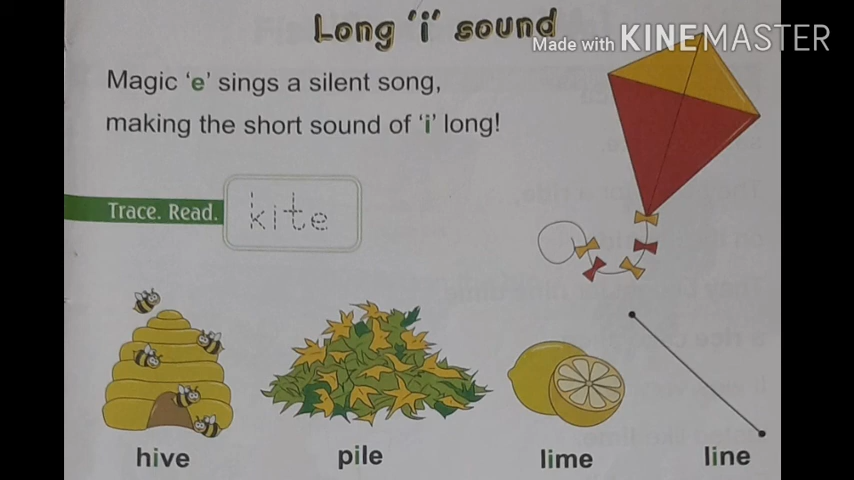 Long 'i' sound
Made with KINEMASTER
Magic 'e' sings a silent song,
making the short sound of 'i' long!
Trace. Read.
kite
hive
pile
lime
line